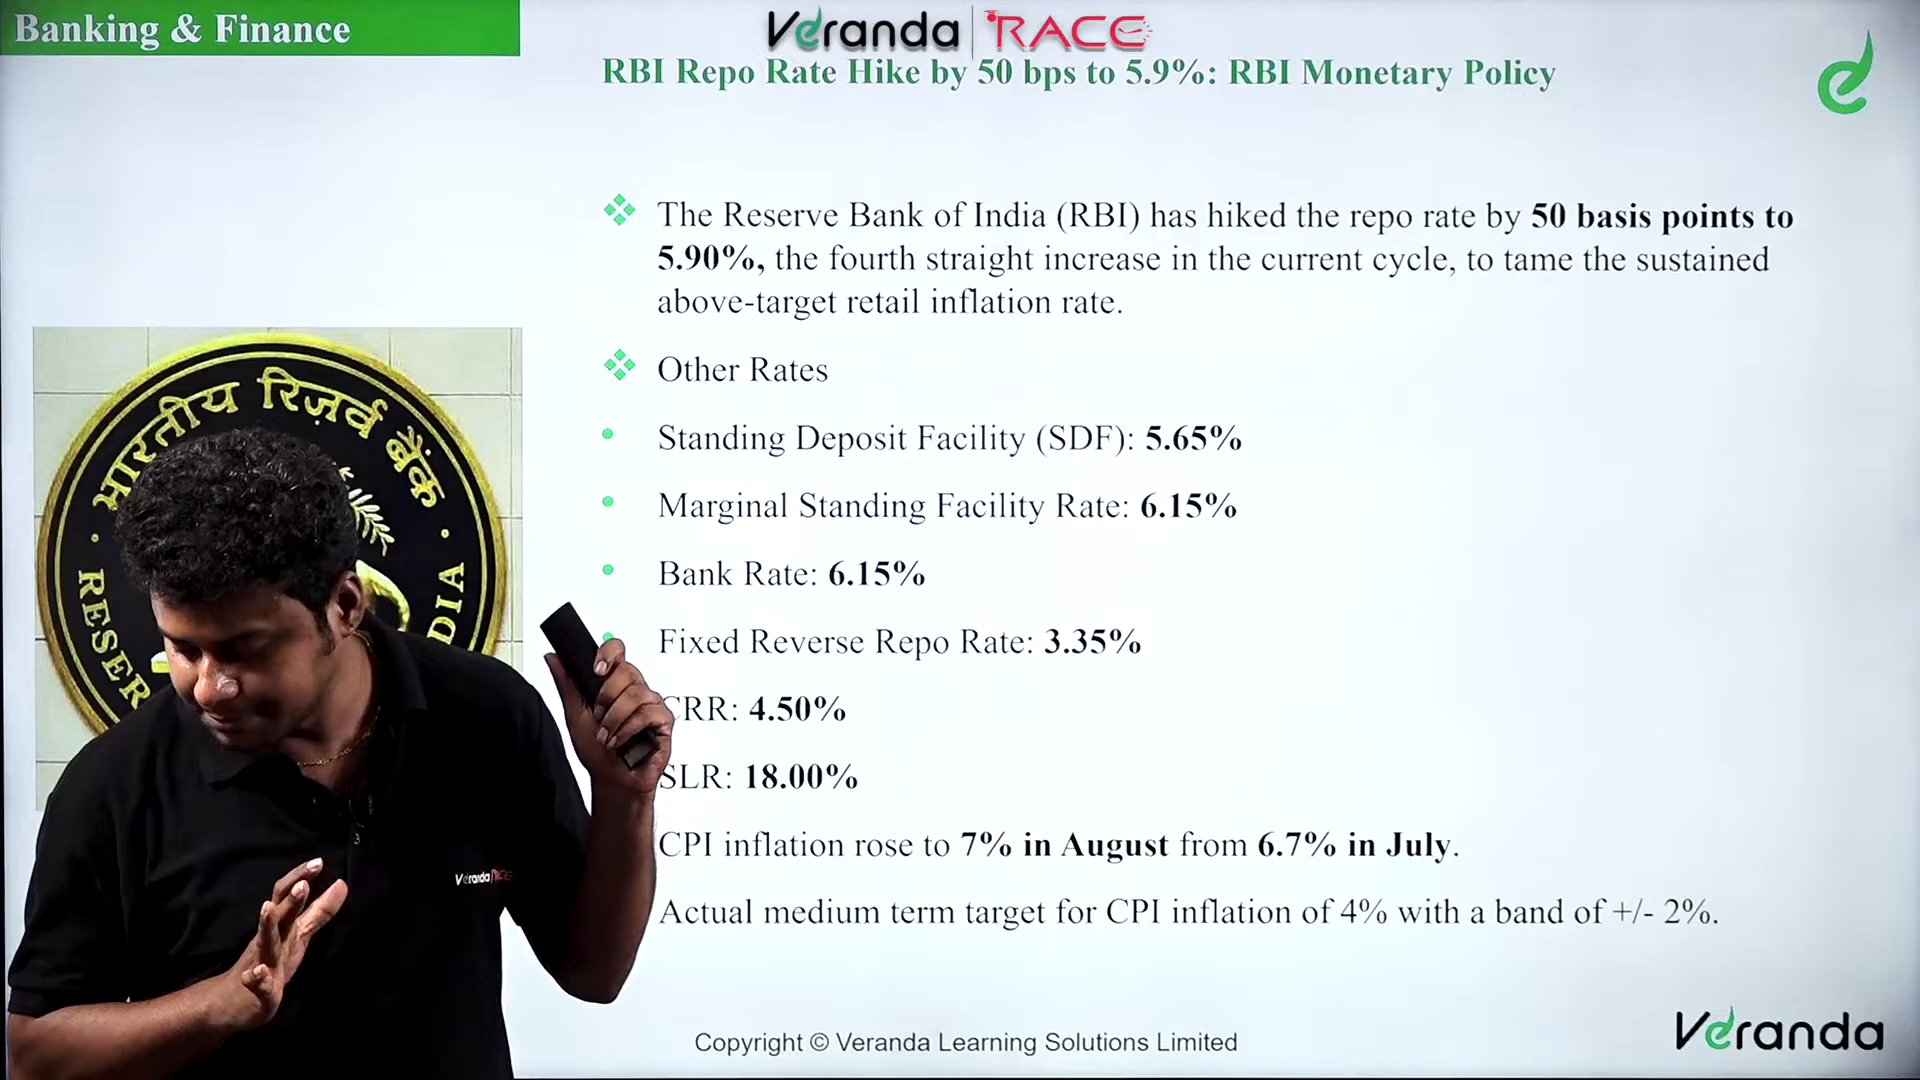 Banking & Finance
Veranda RACE
RBI Repo Rate Hike by 50 bps to 5.9%: RBI Monetary Policy
The Reserve Bank of India (RBI) has hiked the repo rate by 50 basis points to
5.90%, the fourth straight increase in the current cycle, to tame the sustained
above-target retail inflation rate.
Other Rates
Standing Deposit Facility (SDF): 5.65%
Marginal Standing Facility Rate: 6.15%
Bank Rate: 6.15%
Fixed Reverse Repo Rate: 3.35%
CRR: 4.50%
SLR: 18.00%
CPI inflation rose to 7% in August from 6.7% in July.
Actual medium term target for CPI inflation of 4% with a band of +/- 2%.
भारतीय रिज़र्व बैंक
RESER
DIA
Veranda RACE
Copyright © Veranda Learning Solutions Limited
Veranda